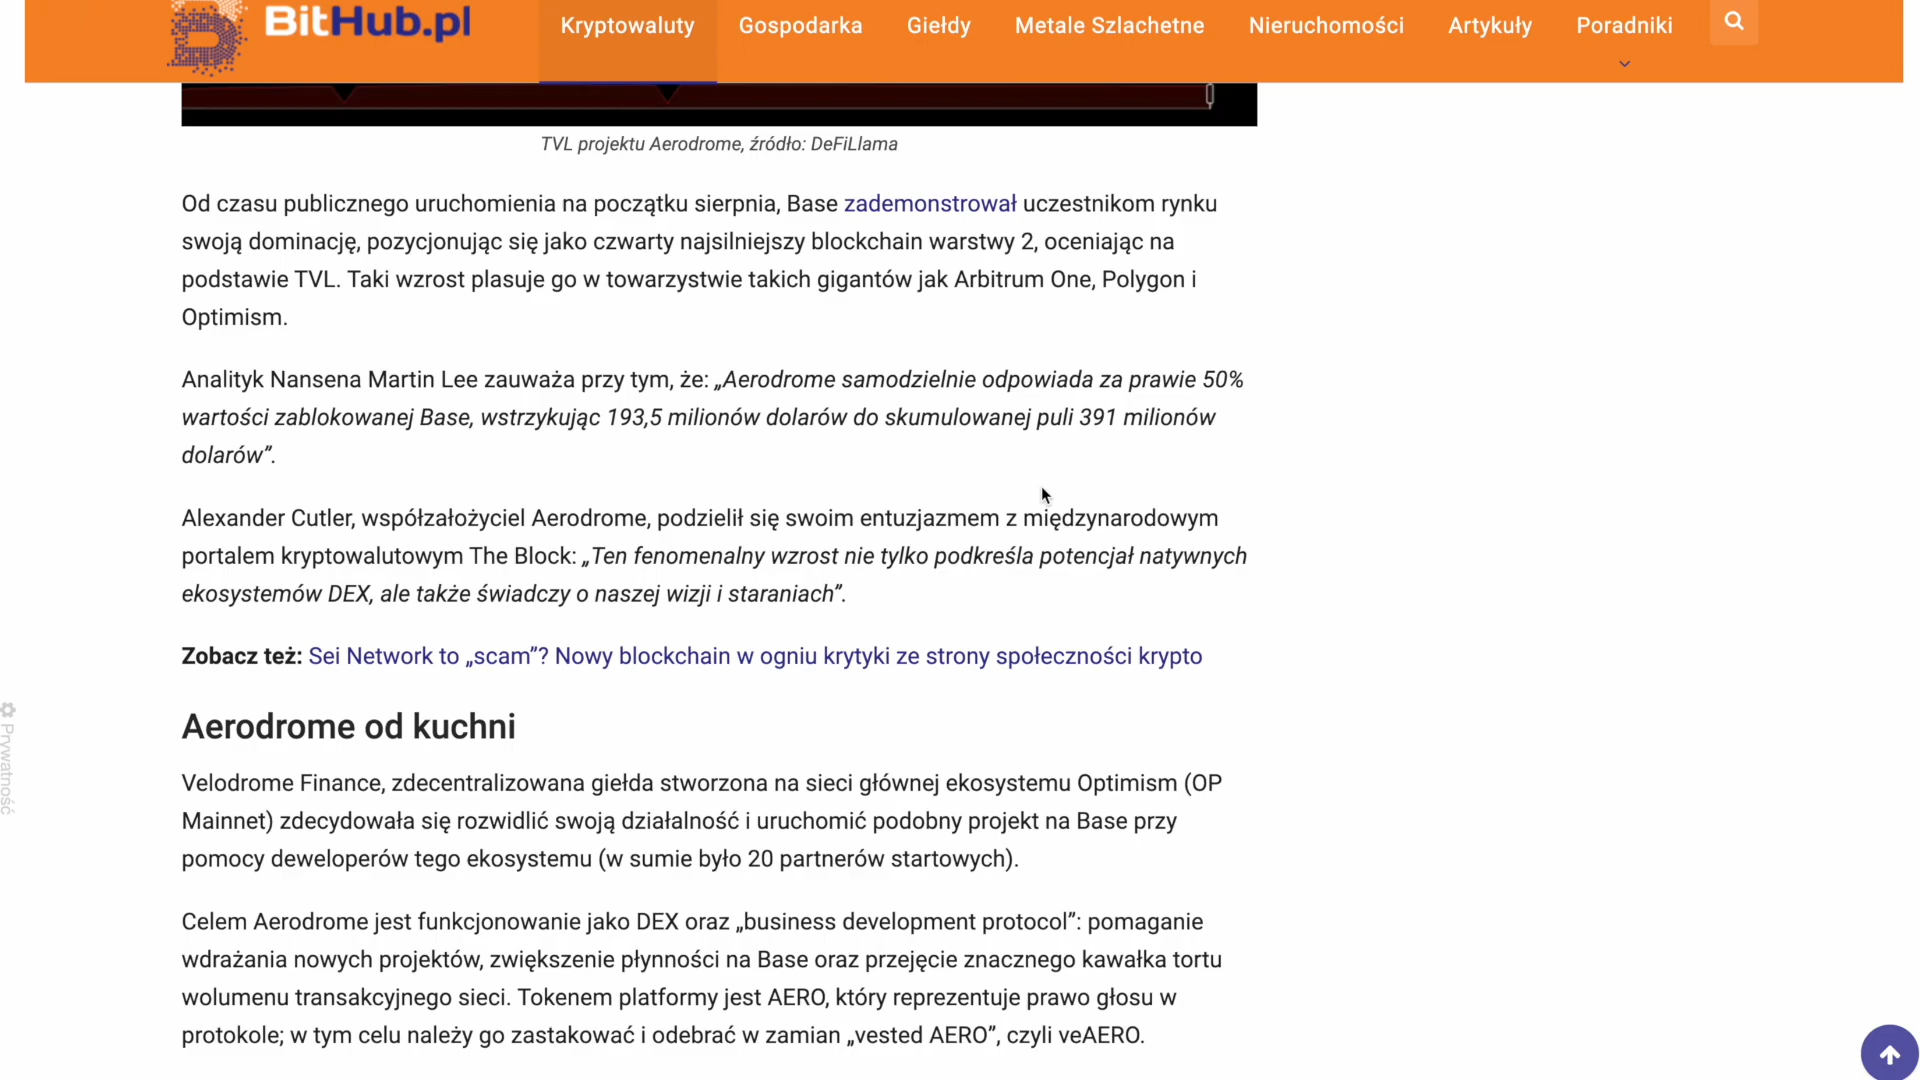 BitHub.pl
Kryptowaluty Gospodarka Giełdy Metale Szlachetne Nieruchomości Artykuły Poradniki
TVL projektu Aerodrome, źródło: DeFiLlama
Od czasu publicznego uruchomienia na początku sierpnia, Base zademonstrował uczestnikom rynku
swoją dominację, pozycjonując się jako czwarty najsilniejszy blockchain warstwy 2, oceniając na
podstawie TVL. Taki wzrost plasuje go w towarzystwie takich gigantów jak Arbitrum One, Polygon i
Optimism.
Analityk Nansena Martin Lee zauważa przy tym, że: „Aerodrome samodzielnie odpowiada za prawie 50%
wartości zablokowanej Base, wstrzykując 193,5 milionów dolarów do skumulowanej puli 391 milionów
dolarów”.
Alexander Cutler, współzałożyciel Aerodrome, podzielił się swoim entuzjazmem z międzynarodowym
portalem kryptowalutowym The Block: „Ten fenomenalny wzrost nie tylko podkreśla potencjał natywnych
ekosystemów DEX, ale także świadczy o naszej wizji i staraniach”.
Zobacz też: Sei Network to „scam”? Nowy blockchain w ogniu krytyki ze strony społeczności krypto
Prywatność
Aerodrome od kuchni
Velodrome Finance, zdecentralizowana giełda stworzona na sieci głównej ekosystemu Optimism (OP
Mainnet) zdecydowała się rozwidlić swoją działalność i uruchomić podobny projekt na Base przy
pomocy deweloperów tego ekosystemu (w sumie było 20 partnerów startowych).
Celem Aerodrome jest funkcjonowanie jako DEX oraz „business development protocol”: pomaganie
wdrażania nowych projektów, zwiększenie płynności na Base oraz przejęcie znacznego kawałka tortu
wolumenu transakcyjnego sieci. Tokenem platformy jest AERO, który reprezentuje prawo głosu w
protokole; w tym celu należy go zastakować i odebrać w zamian „vested AERO”, czyli veAERO.